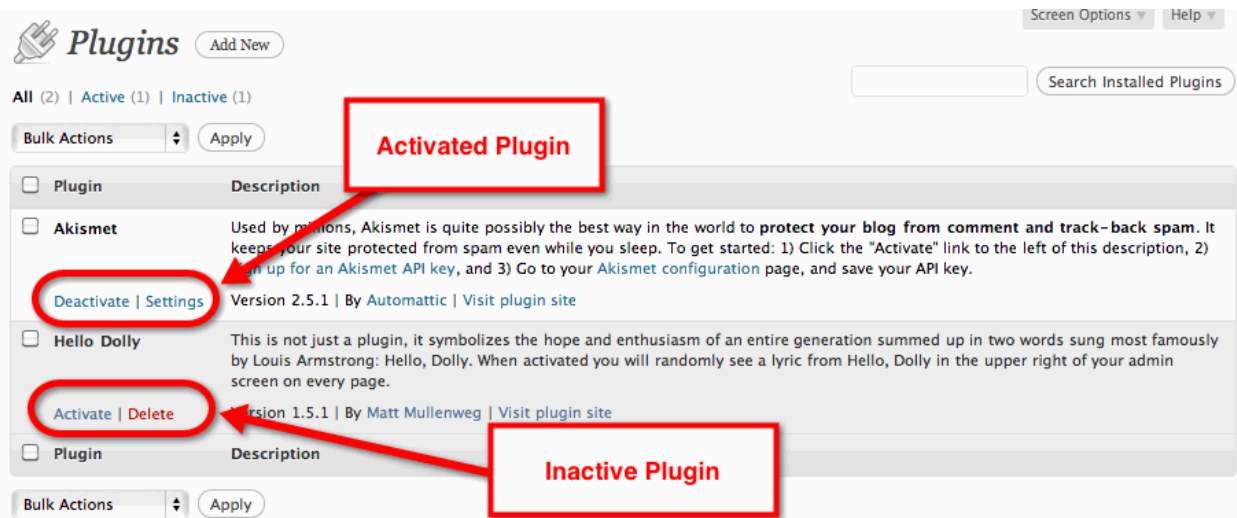 Screen Options Help
Plugins Add New
Search Installed Plugins
All (2) | Active (1) | Inactive (1)
Bulk Actions Apply
Activated Plugin
Plugin Description
Akismet Used by millions, Akismet is quite possibly the best way in the world to protect your blog from comment and track-back spam. It
keeps your site protected from spam even while you sleep. To get started: 1) Click the "Activate" link to the left of this description, 2)
Sign up for an Akismet API key, and 3) Go to your Akismet configuration page, and save your API key.
Deactivate | Settings Version 2.5.1 | By Automattic | Visit plugin site
Hello Dolly This is not just a plugin, it symbolizes the hope and enthusiasm of an entire generation summed up in two words sung most famously
by Louis Armstrong: Hello, Dolly. When activated you will randomly see a lyric from Hello, Dolly in the upper right of your admin
screen on every page.
Activate | Delete Version 1.5.1 | By Matt Mullenweg | Visit plugin site
Plugin Description
Inactive Plugin
Bulk Actions Apply